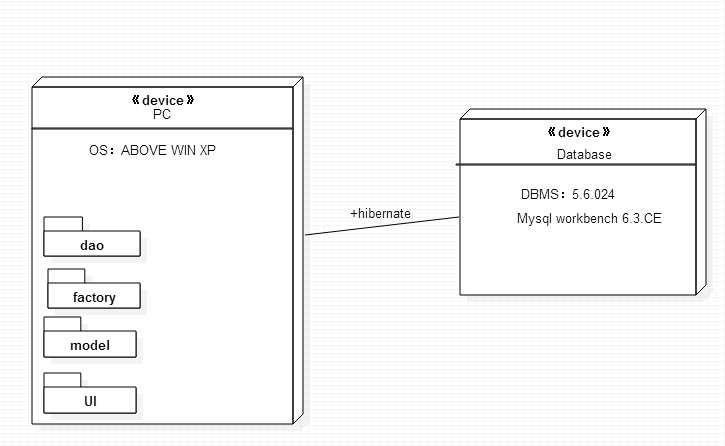 《device》
PC
OS：ABOVE WIN XP
dao
factory
model
UI
+hibernate
《device》
Database
DBMS：5.6.024
Mysql workbench 6.3.CE